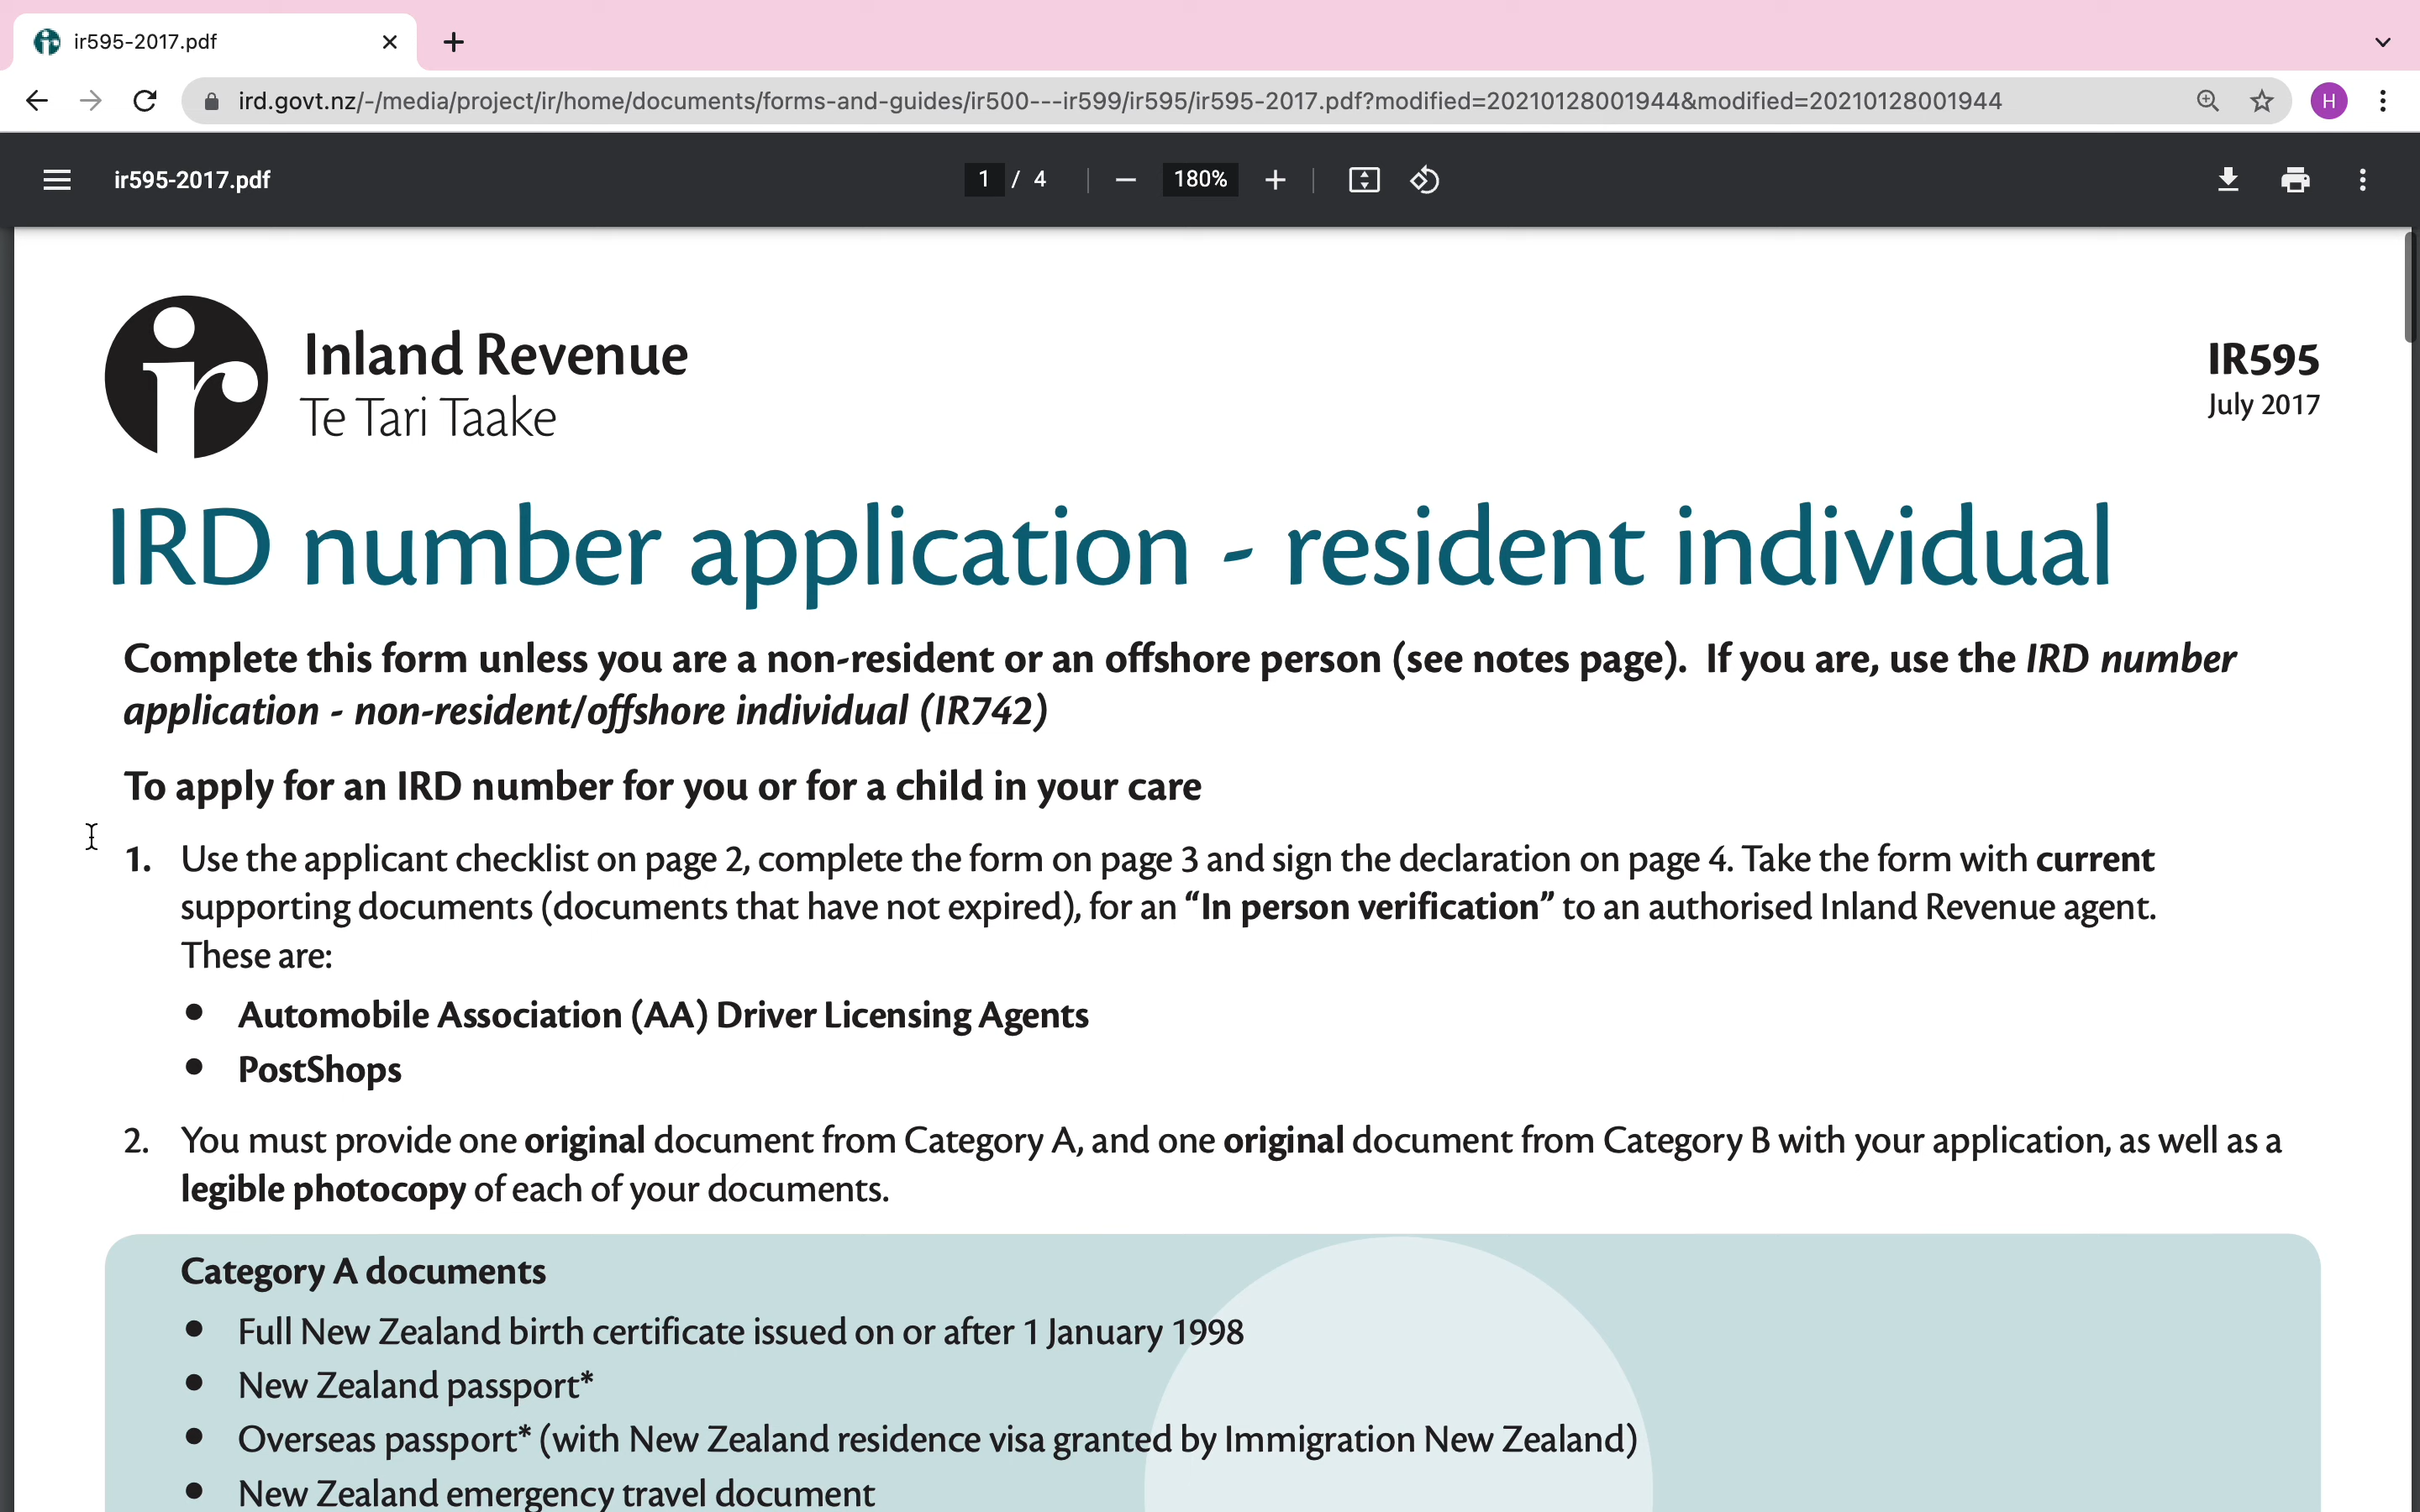 ir595-2017.pdf
ird.govt.nz/-/media/project/ir/home/documents/forms-and-guides/ir500---ir599/ir595/ir595-2017.pdf?modified=20210128001944&modified=20210128001944
H
ir595-2017.pdf
1 / 4
180%
ir
Inland Revenue
Te Tari Taake
IR595
July 2017
IRD number application - resident individual
Complete this form unless you are a non-resident or an offshore person (see notes page). If you are, use the IRD number
application - non-resident/offshore individual (IR742)
To apply for an IRD number for you or for a child in your care
1. Use the applicant checklist on page 2, complete the form on page 3 and sign the declaration on page 4. Take the form with current
supporting documents (documents that have not expired), for an “In person verification” to an authorised Inland Revenue agent.
These are:
• Automobile Association (AA) Driver Licensing Agents
• PostShops
2. You must provide one original document from Category A, and one original document from Category B with your application, as well as a
legible photocopy of each of your documents.
Category A documents
• Full New Zealand birth certificate issued on or after 1 January 1998
• New Zealand passport*
• Overseas passport* (with New Zealand residence visa granted by Immigration New Zealand)
• New Zealand emergency travel document